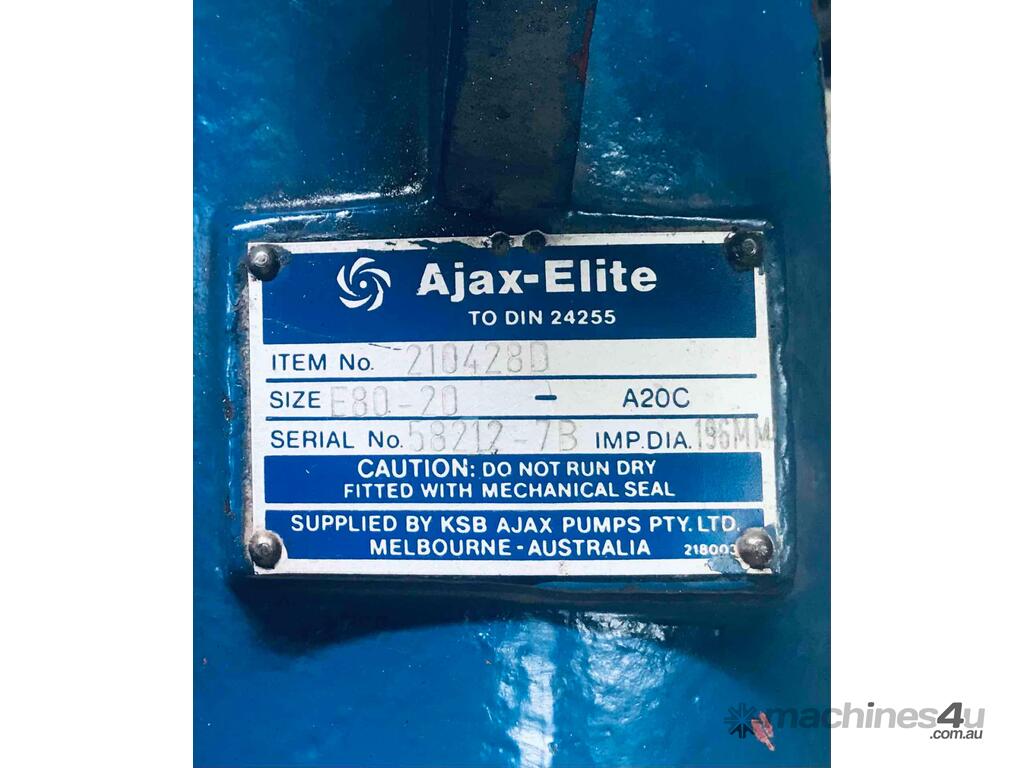 Ajax-Elite
TO DIN 24255
ITEM No. 210428D
SIZE E80-20 - A20C
SERIAL No. 58212-7B IMP.DIA. 196MM
CAUTION: DO NOT RUN DRY
FITTED WITH MECHANICAL SEAL
SUPPLIED BY KSB AJAX PUMPS PTY. LTD.
MELBOURNE-AUSTRALIA
machines4u
.com.au